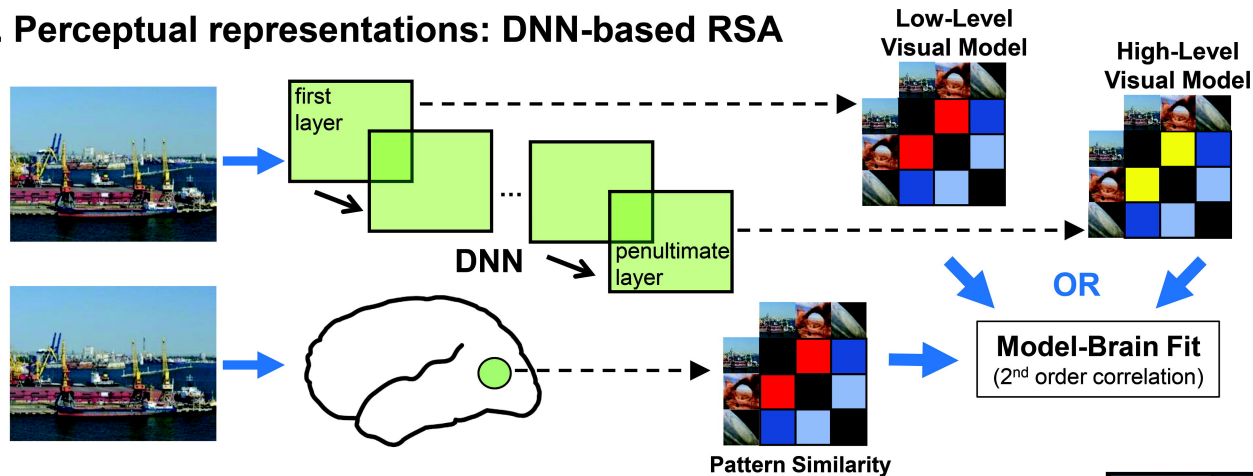 . Perceptual representations: DNN-based RSA
Low-Level
Visual Model
High-Level
Visual Model
first
layer
...
DNN
penultimate
layer
OR
Model-Brain Fit
(2nd order correlation)
Pattern Similarity